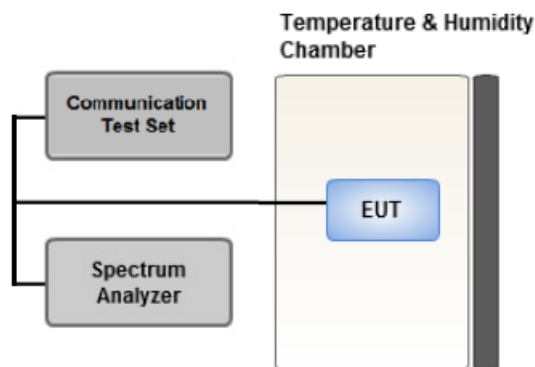 Temperature & Humidity
Chamber
Communication
Test Set
EUT
Spectrum
Analyzer